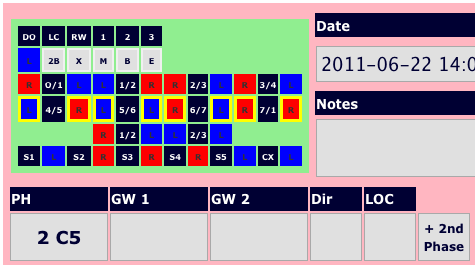 DO LC RW 1 2 3
L 2B X M B E
R 0/1 L L 1/2 R R 2/3 R L 3/4 L
L 4/5 R L 5/6 L R 6/7 L R 7/1 R
R 1/2 L L 2/3 L
S1 L S2 R S3 R S4 R S5 L CX L
Date
2011-06-22 14:0
Notes
PH GW 1 GW 2 Dir LOC
2 C5
+ 2nd
Phase